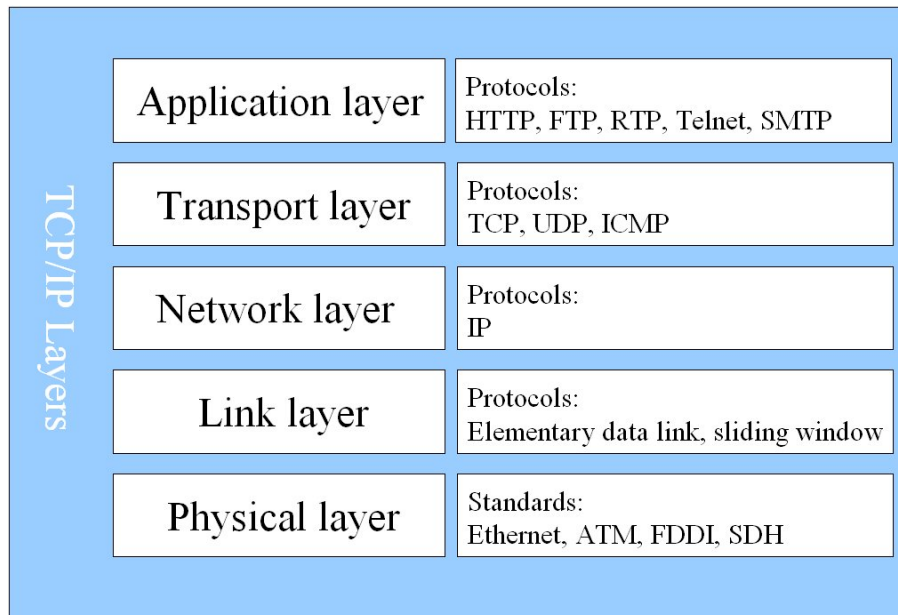 TCP/IP Layers
Application layer
Protocols:
HTTP, FTP, RTP, Telnet, SMTP
Transport layer
Protocols:
TCP, UDP, ICMP
Network layer
Protocols:
IP
Link layer
Protocols:
Elementary data link, sliding window
Physical layer
Standards:
Ethernet, ATM, FDDI, SDH